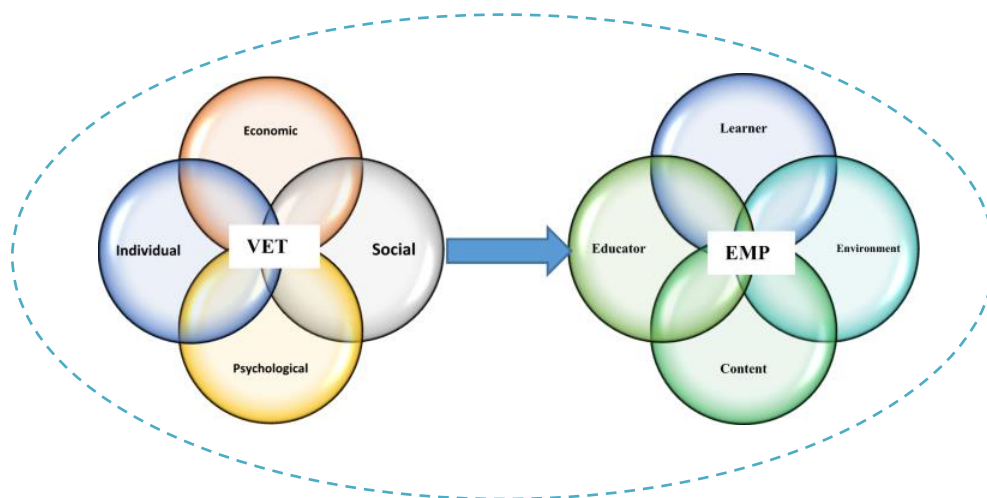 Economic
Individual
VET
Social
Psychological
Learner
Educator
EMP
Environment
Content